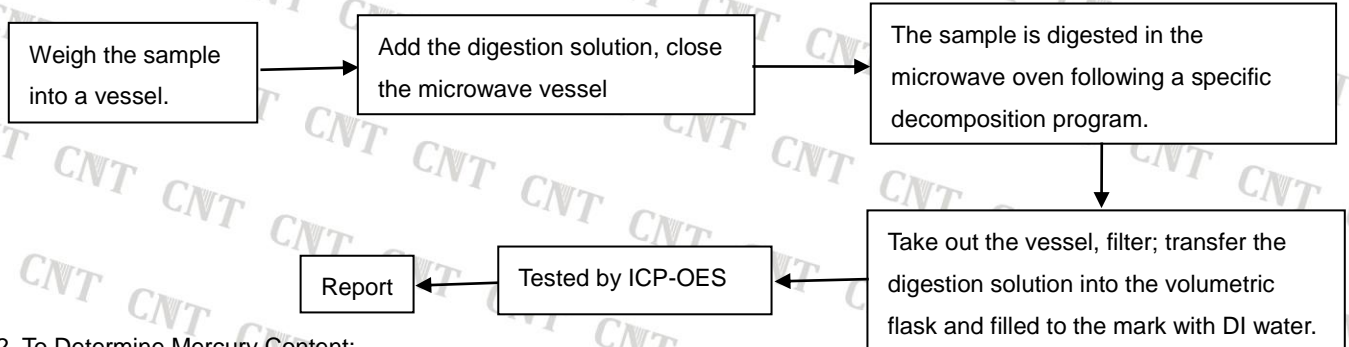 Weigh the sample
into a vessel.
Add the digestion solution, close
the microwave vessel
The sample is digested in the
microwave oven following a specific
decomposition program.
Take out the vessel, filter; transfer the
digestion solution into the volumetric
flask and filled to the mark with DI water.
Tested by ICP-OES
Report
2. To Determine Mercury Content: